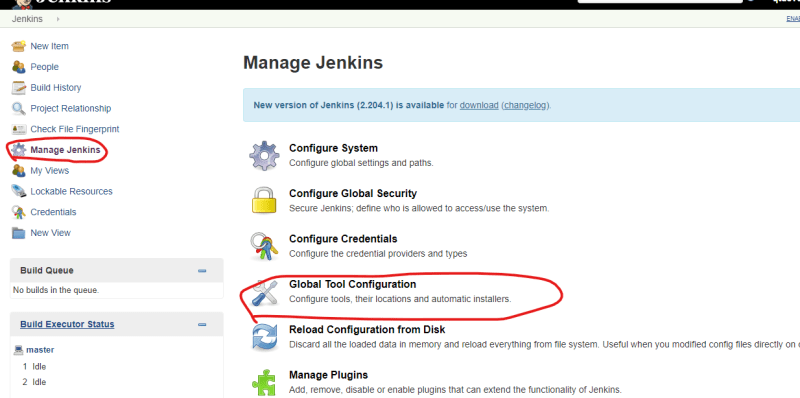 Jenkins
Jenkins ›
New Item
People
Build History
Project Relationship
Check File Fingerprint
Manage Jenkins
My Views
Lockable Resources
Credentials
New View
Build Queue
No builds in the queue.
Build Executor Status
master
1 Idle
2 Idle
Manage Jenkins
New version of Jenkins (2.204.1) is available for download (changelog).
Configure System
Configure global settings and paths.
Configure Global Security
Secure Jenkins; define who is allowed to access/use the system.
Configure Credentials
Configure the credential providers and types
Global Tool Configuration
Configure tools, their locations and automatic installers.
Reload Configuration from Disk
Discard all the loaded data in memory and reload everything from file system. Useful when you modified config files directly on
Manage Plugins
Add, remove, disable or enable plugins that can extend the functionality of Jenkins.